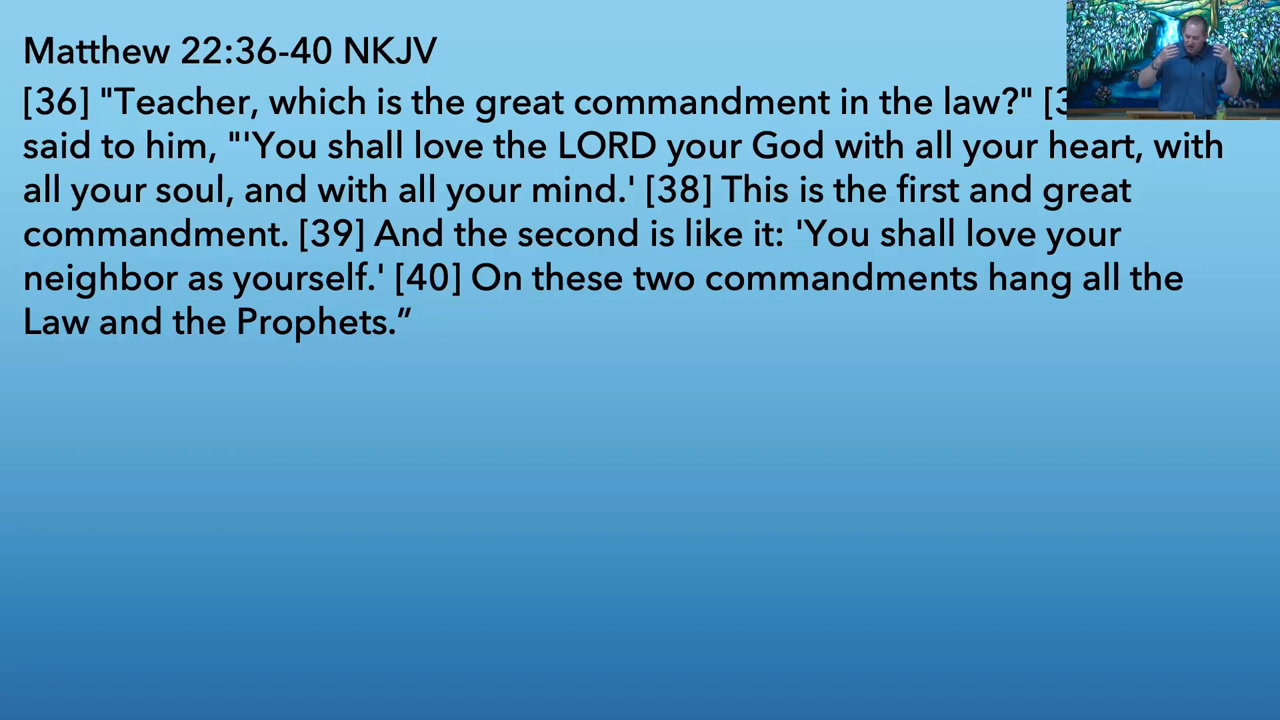 Matthew 22:36-40 NKJV
[36] "Teacher, which is the great commandment in the law?"
said to him, "'You shall love the LORD your God with all your heart, with
all your soul, and with all your mind.' [38] This is the first and great
commandment. [39] And the second is like it: 'You shall love your
neighbor as yourself.' [40] On these two commandments hang all the
Law and the Prophets.”